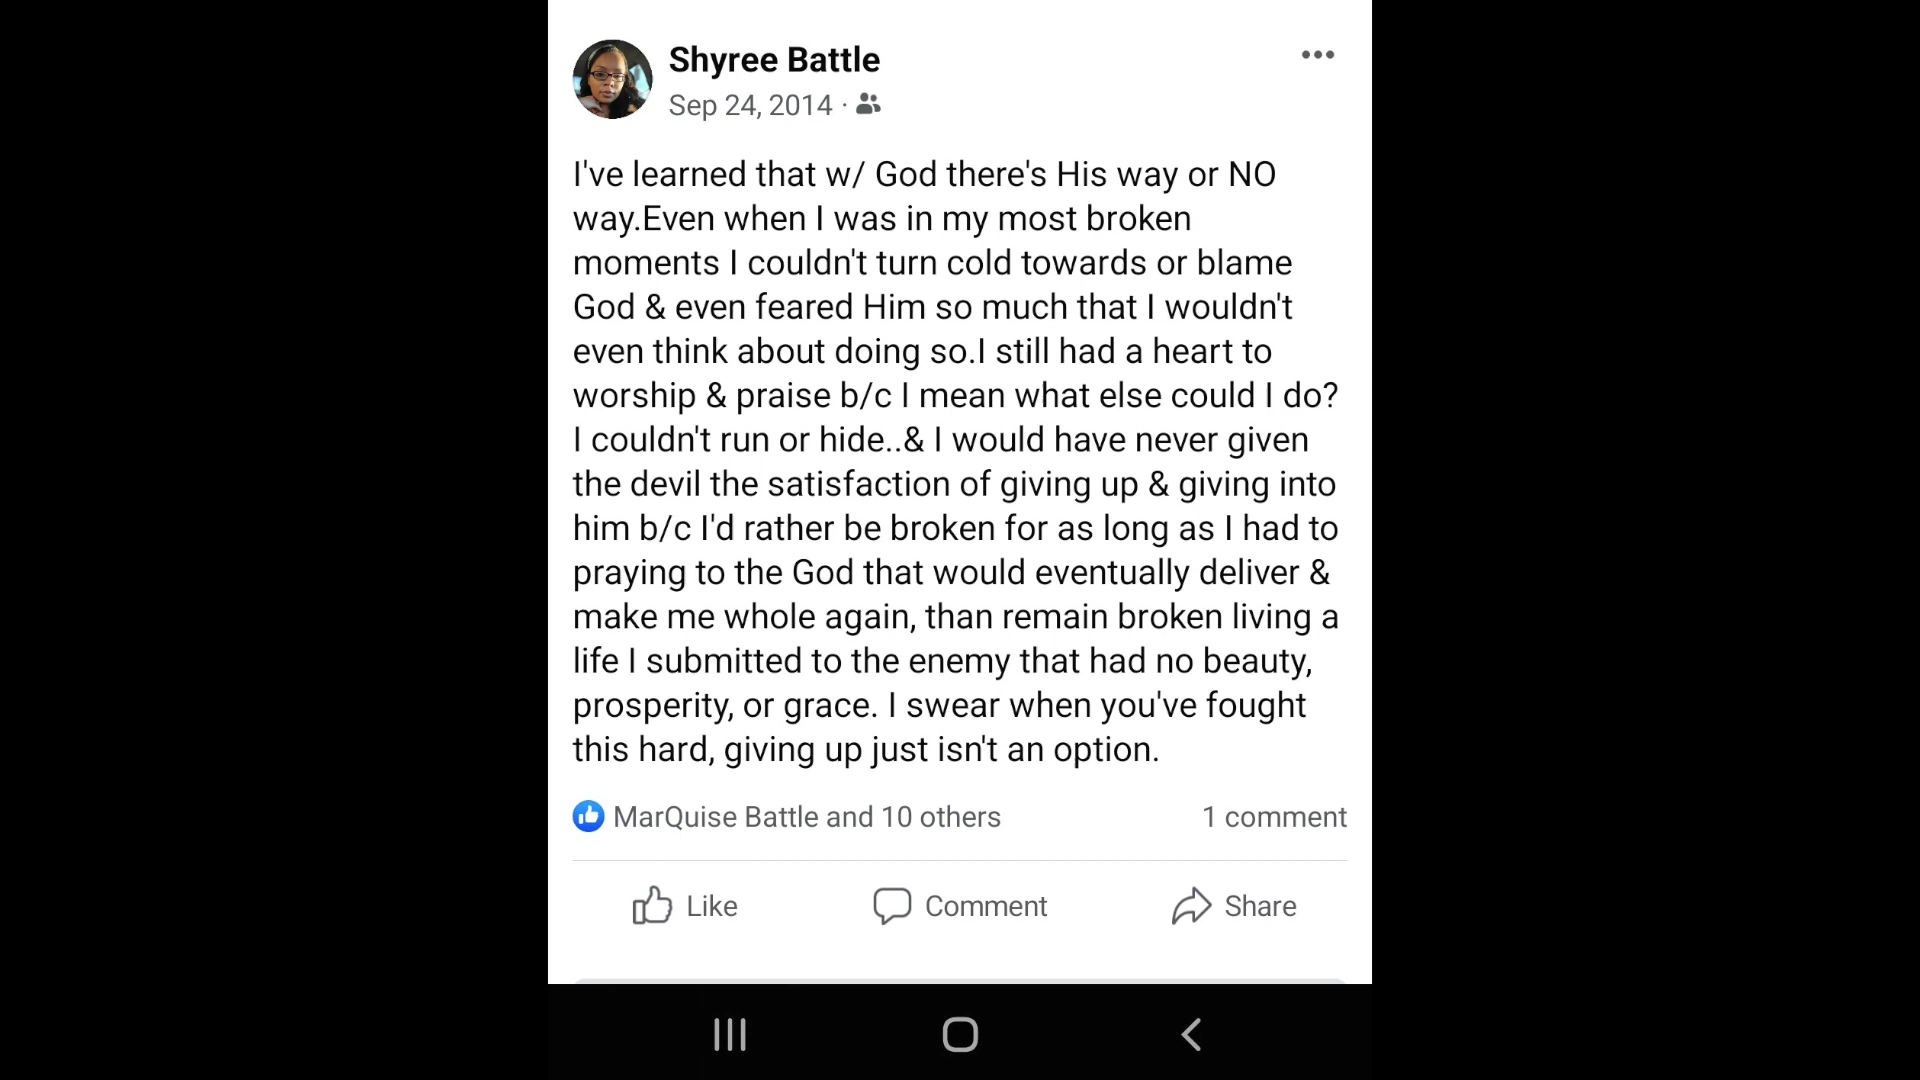 Shyree Battle
Sep 24, 2014 ·
I've learned that w/ God there's His way or NO
way.Even when I was in my most broken
moments I couldn't turn cold towards or blame
God & even feared Him so much that I wouldn't
even think about doing so.I still had a heart to
worship & praise b/c I mean what else could I do?
I couldn't run or hide..& I would have never given
the devil the satisfaction of giving up & giving into
him b/c I'd rather be broken for as long as I had to
praying to the God that would eventually deliver &
make me whole again, than remain broken living a
life I submitted to the enemy that had no beauty,
prosperity, or grace. I swear when you've fought
this hard, giving up just isn't an option.
MarQuise Battle and 10 others 1 comment
Like Comment Share